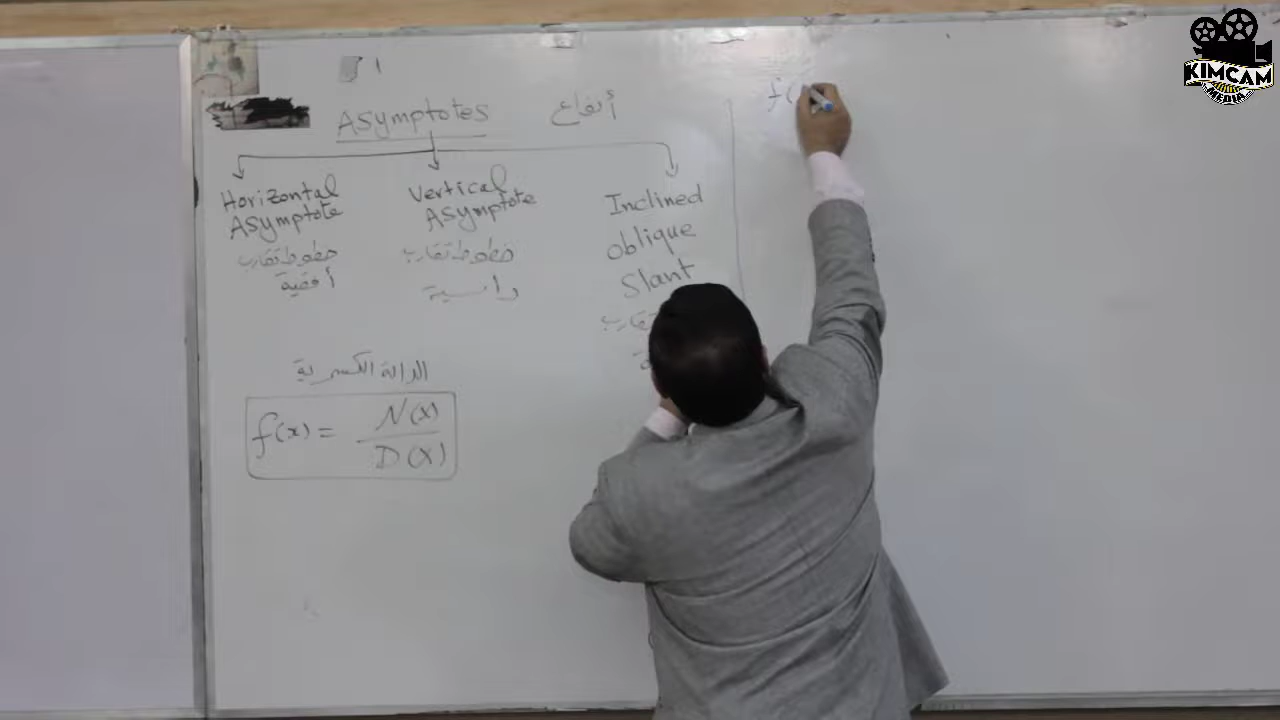 Asymptotes أنواع
Horizontal
Asymptote
خطوط تقارب
أفقية
Vertical
Asymptote
خطوط تقارب
رأسية
Inclined
oblique
Slant
الدالة الكسرية
f(x) = N(x) / D(x)
f(
KIMCAM